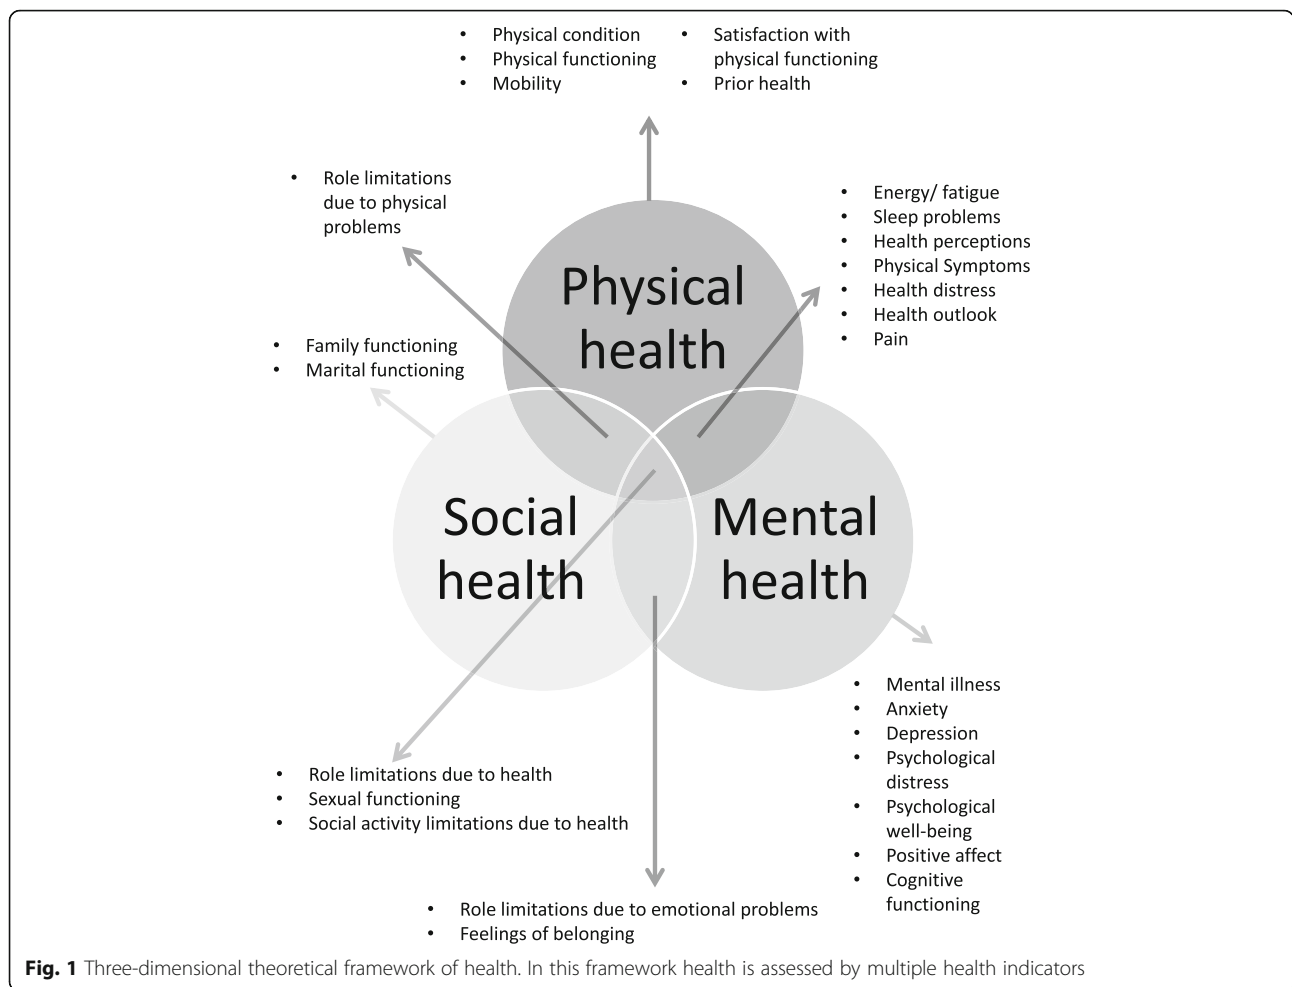 • Physical condition
• Physical functioning
• Mobility
• Satisfaction with
physical functioning
• Prior health
• Role limitations
due to physical
problems
• Energy/ fatigue
• Sleep problems
• Health perceptions
• Physical Symptoms
• Health distress
• Health outlook
• Pain
Physical
health
• Family functioning
• Marital functioning
Social
health
Mental
health
• Mental illness
• Anxiety
• Depression
• Psychological
distress
• Psychological
well-being
• Positive affect
• Cognitive
functioning
• Role limitations due to health
• Sexual functioning
• Social activity limitations due to health
• Role limitations due to emotional problems
• Feelings of belonging
Fig. 1 Three-dimensional theoretical framework of health. In this framework health is assessed by multiple health indicators